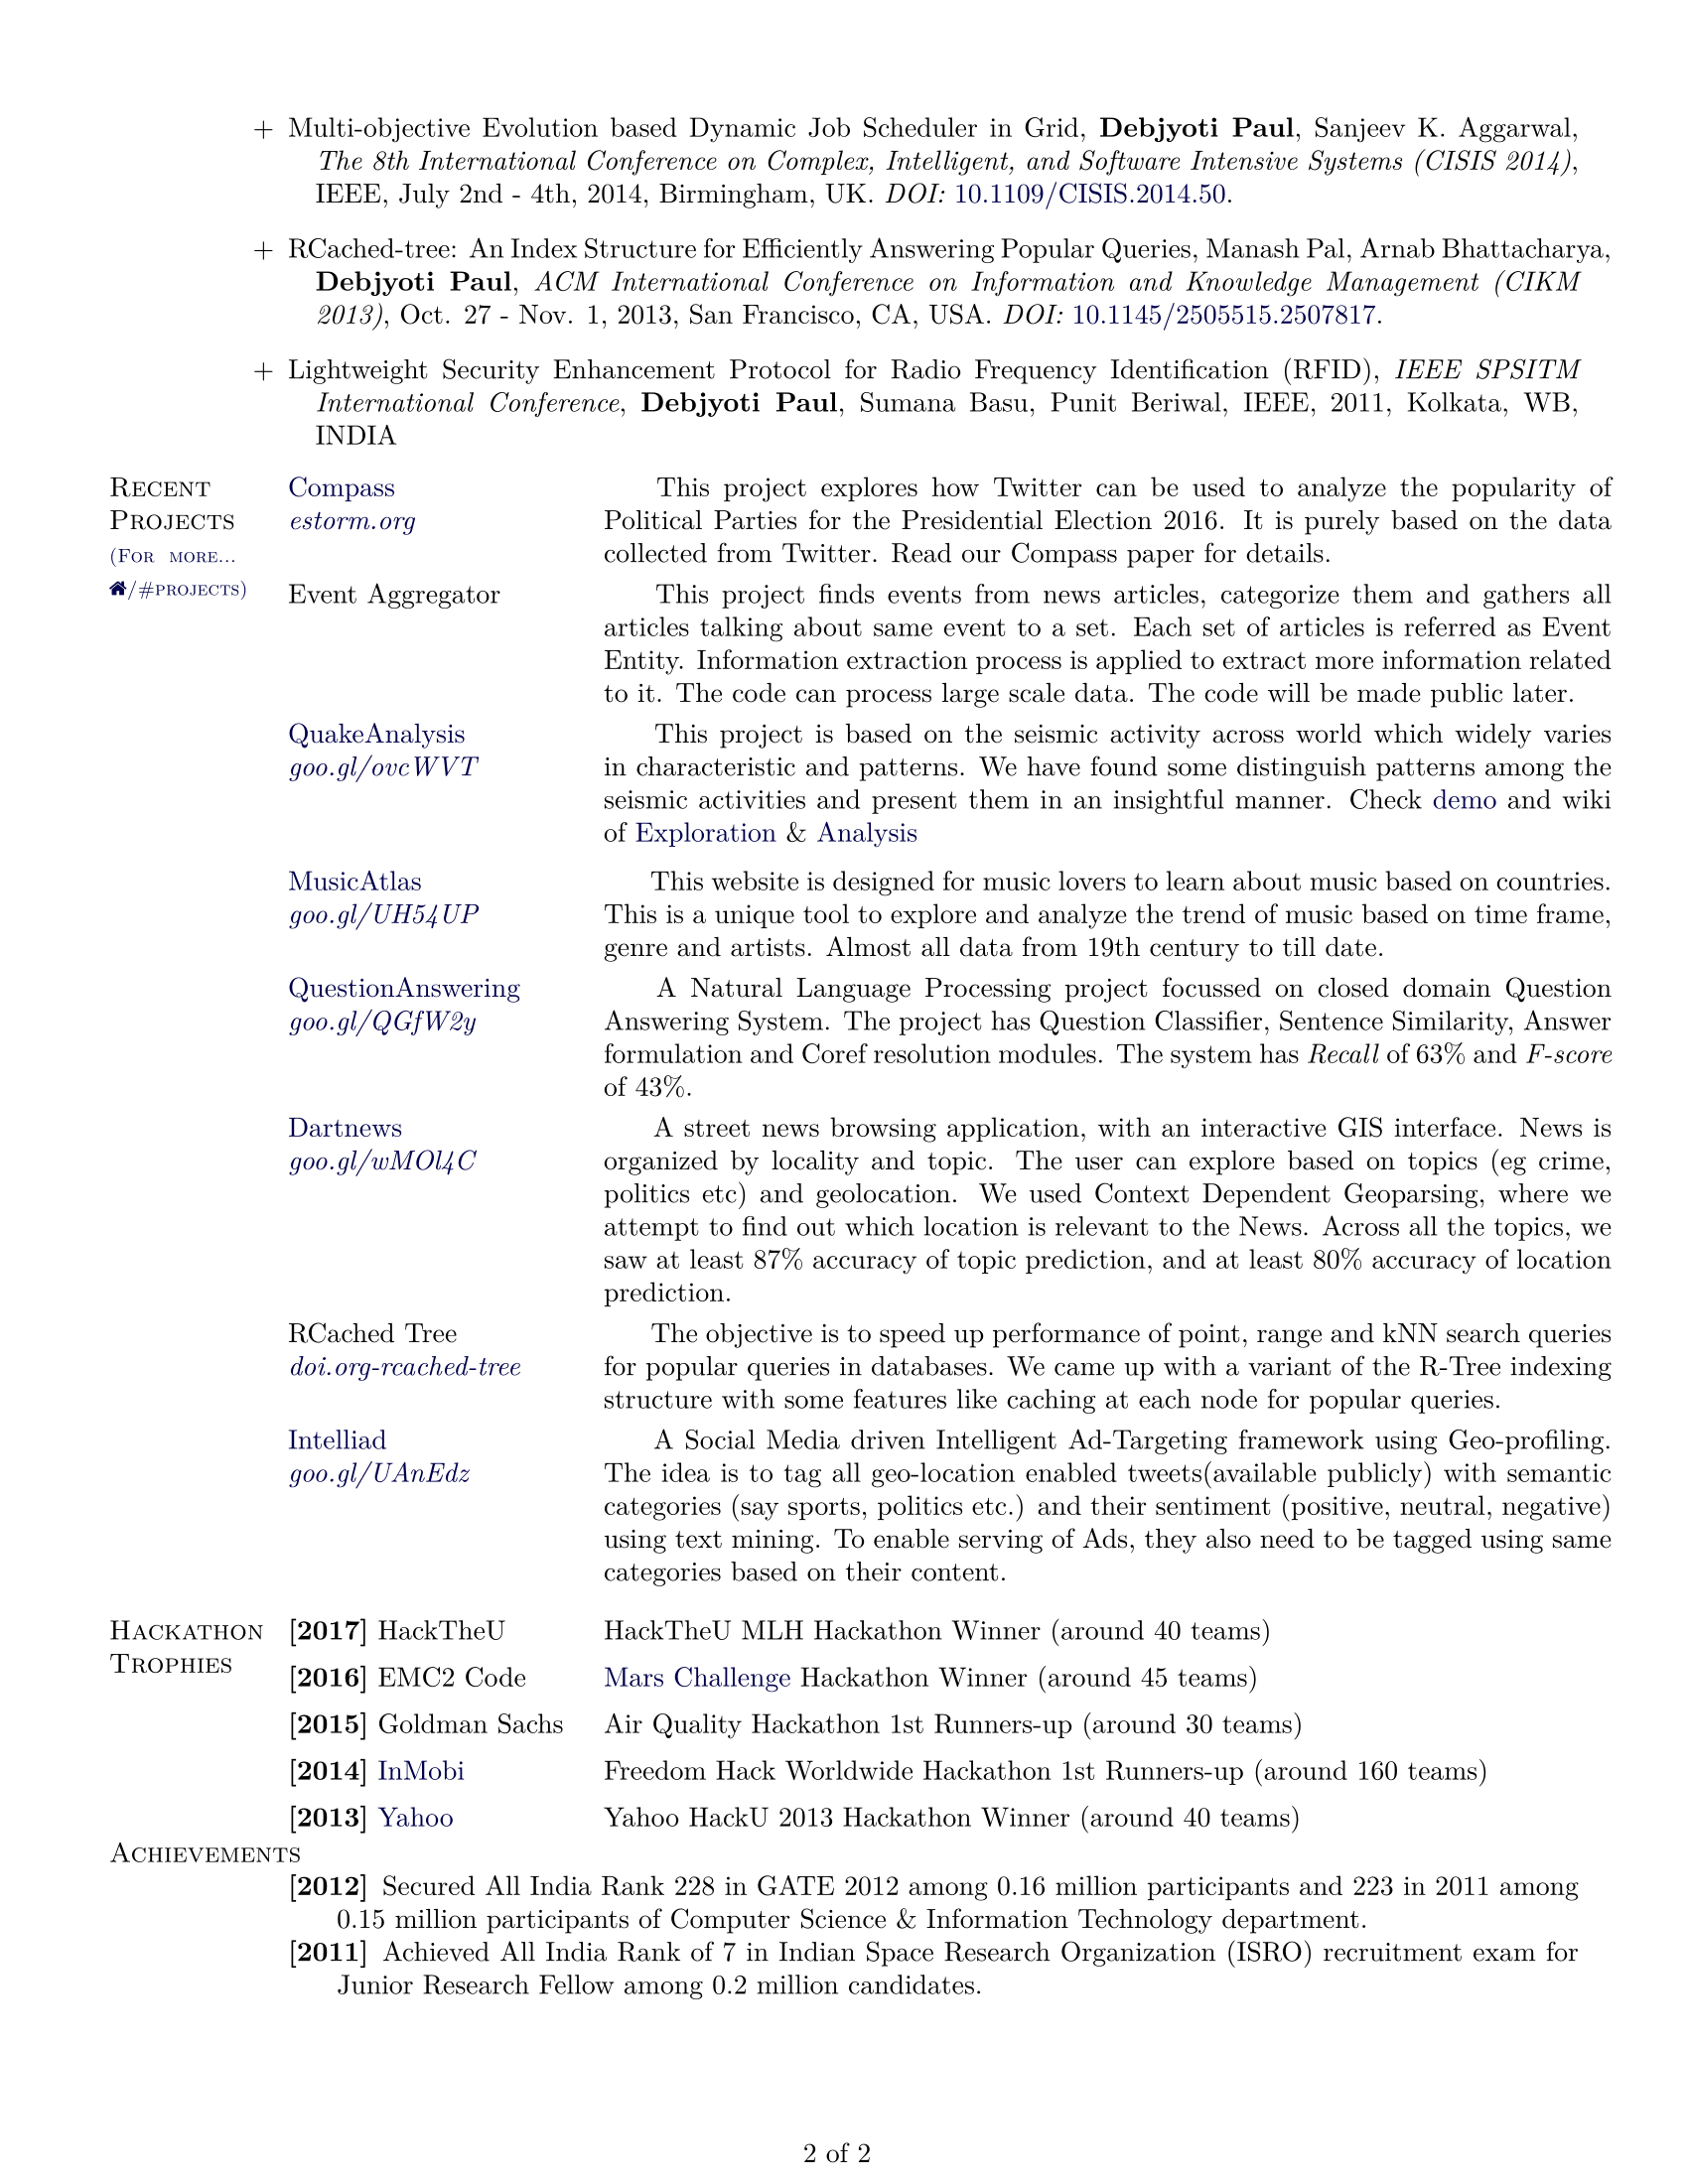 + Multi-objective Evolution based Dynamic Job Scheduler in Grid, Debjyoti Paul, Sanjeev K. Aggarwal,
The 8th International Conference on Complex, Intelligent, and Software Intensive Systems (CISIS 2014),
IEEE, July 2nd - 4th, 2014, Birmingham, UK. DOI: 10.1109/CISIS.2014.50.
+ RCached-tree: An Index Structure for Efficiently Answering Popular Queries, Manash Pal, Arnab Bhattacharya,
Debjyoti Paul, ACM International Conference on Information and Knowledge Management (CIKM
2013), Oct. 27 - Nov. 1, 2013, San Francisco, CA, USA. DOI: 10.1145/2505515.2507817.
+ Lightweight Security Enhancement Protocol for Radio Frequency Identification (RFID), IEEE SPSITM
International Conference, Debjyoti Paul, Sumana Basu, Punit Beriwal, IEEE, 2011, Kolkata, WB,
INDIA
Recent
Projects
(For more...
/#projects)
Compass
estorm.org
This project explores how Twitter can be used to analyze the popularity of
Political Parties for the Presidential Election 2016. It is purely based on the data
collected from Twitter. Read our Compass paper for details.
Event Aggregator
This project finds events from news articles, categorize them and gathers all
articles talking about same event to a set. Each set of articles is referred as Event
Entity. Information extraction process is applied to extract more information related
to it. The code can process large scale data. The code will be made public later.
QuakeAnalysis
goo.gl/ovcWVT
This project is based on the seismic activity across world which widely varies
in characteristic and patterns. We have found some distinguish patterns among the
seismic activities and present them in an insightful manner. Check demo and wiki
of Exploration & Analysis
MusicAtlas
goo.gl/UH54UP
This website is designed for music lovers to learn about music based on countries.
This is a unique tool to explore and analyze the trend of music based on time frame,
genre and artists. Almost all data from 19th century to till date.
QuestionAnswering
goo.gl/QGfW2y
A Natural Language Processing project focussed on closed domain Question
Answering System. The project has Question Classifier, Sentence Similarity, Answer
formulation and Coref resolution modules. The system has Recall of 63% and F-score
of 43%.
Dartnews
goo.gl/wMOl4C
A street news browsing application, with an interactive GIS interface. News is
organized by locality and topic. The user can explore based on topics (eg crime,
politics etc) and geolocation. We used Context Dependent Geoparsing, where we
attempt to find out which location is relevant to the News. Across all the topics, we
saw at least 87% accuracy of topic prediction, and at least 80% accuracy of location
prediction.
RCached Tree
doi.org-rcached-tree
The objective is to speed up performance of point, range and kNN search queries
for popular queries in databases. We came up with a variant of the R-Tree indexing
structure with some features like caching at each node for popular queries.
Intelliad
goo.gl/UAnEdz
A Social Media driven Intelligent Ad-Targeting framework using Geo-profiling.
The idea is to tag all geo-location enabled tweets(available publicly) with semantic
categories (say sports, politics etc.) and their sentiment (positive, neutral, negative)
using text mining. To enable serving of Ads, they also need to be tagged using same
categories based on their content.
Hackathon
Trophies
[2017] HackTheU HackTheU MLH Hackathon Winner (around 40 teams)
[2016] EMC2 Code Mars Challenge Hackathon Winner (around 45 teams)
[2015] Goldman Sachs Air Quality Hackathon 1st Runners-up (around 30 teams)
[2014] InMobi Freedom Hack Worldwide Hackathon 1st Runners-up (around 160 teams)
[2013] Yahoo Yahoo HackU 2013 Hackathon Winner (around 40 teams)
Achievements
[2012] Secured All India Rank 228 in GATE 2012 among 0.16 million participants and 223 in 2011 among
0.15 million participants of Computer Science & Information Technology department.
[2011] Achieved All India Rank of 7 in Indian Space Research Organization (ISRO) recruitment exam for
Junior Research Fellow among 0.2 million candidates.
2 of 2